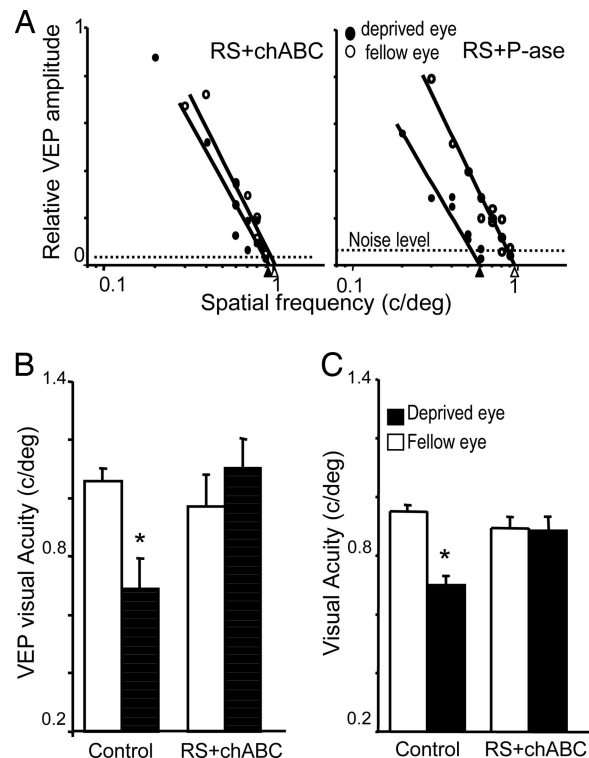 A
1
Relative VEP amplitude
0
RS+chABC
deprived eye
fellow eye
RS+P-ase
Noise level
0.1
1
0.1
1
Spatial frequency (c/deg)
B
1.4
0.8
0.2
VEP visual Acuity (c/deg)
*
Control
RS+chABC
C
1.4
0.8
0.2
Visual Acuity (c/deg)
Deprived eye
Fellow eye
*
Control
RS+chABC